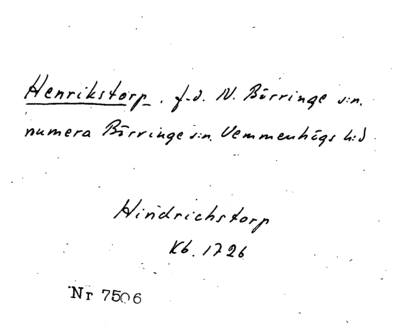 Henrikstorp. f.d. N. Börringe s:n.
numera Börringe s:n. Vemmenhögs h:d
Hindrichstorp
Kb. 1726
Nr 7506